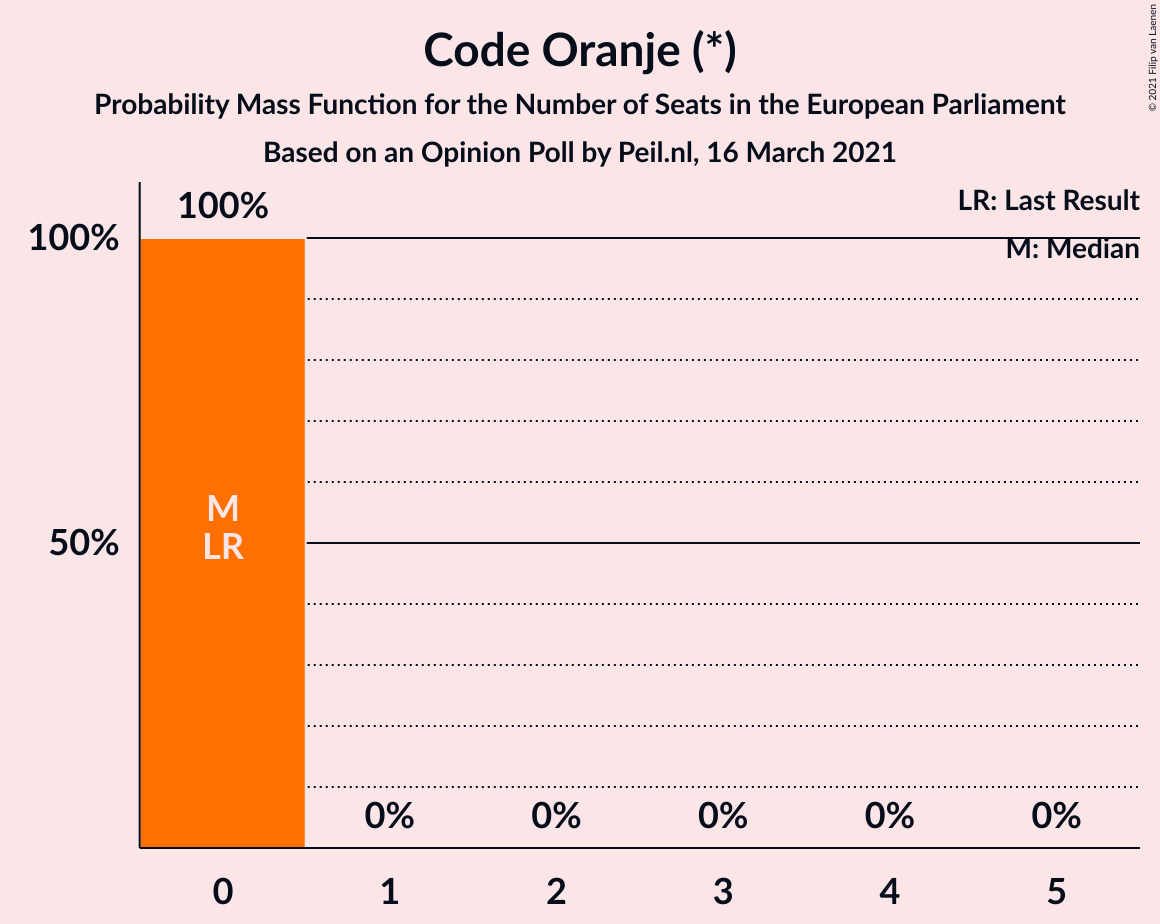 Code Oranje (*)
Probability Mass Function for the Number of Seats in the European Parliament
Based on an Opinion Poll by Peil.nl, 16 March 2021
© 2021 Filip van Laenen
LR: Last Result
M: Median
100%
100%
50%
M
LR
0% 0% 0% 0% 0%
0 1 2 3 4 5